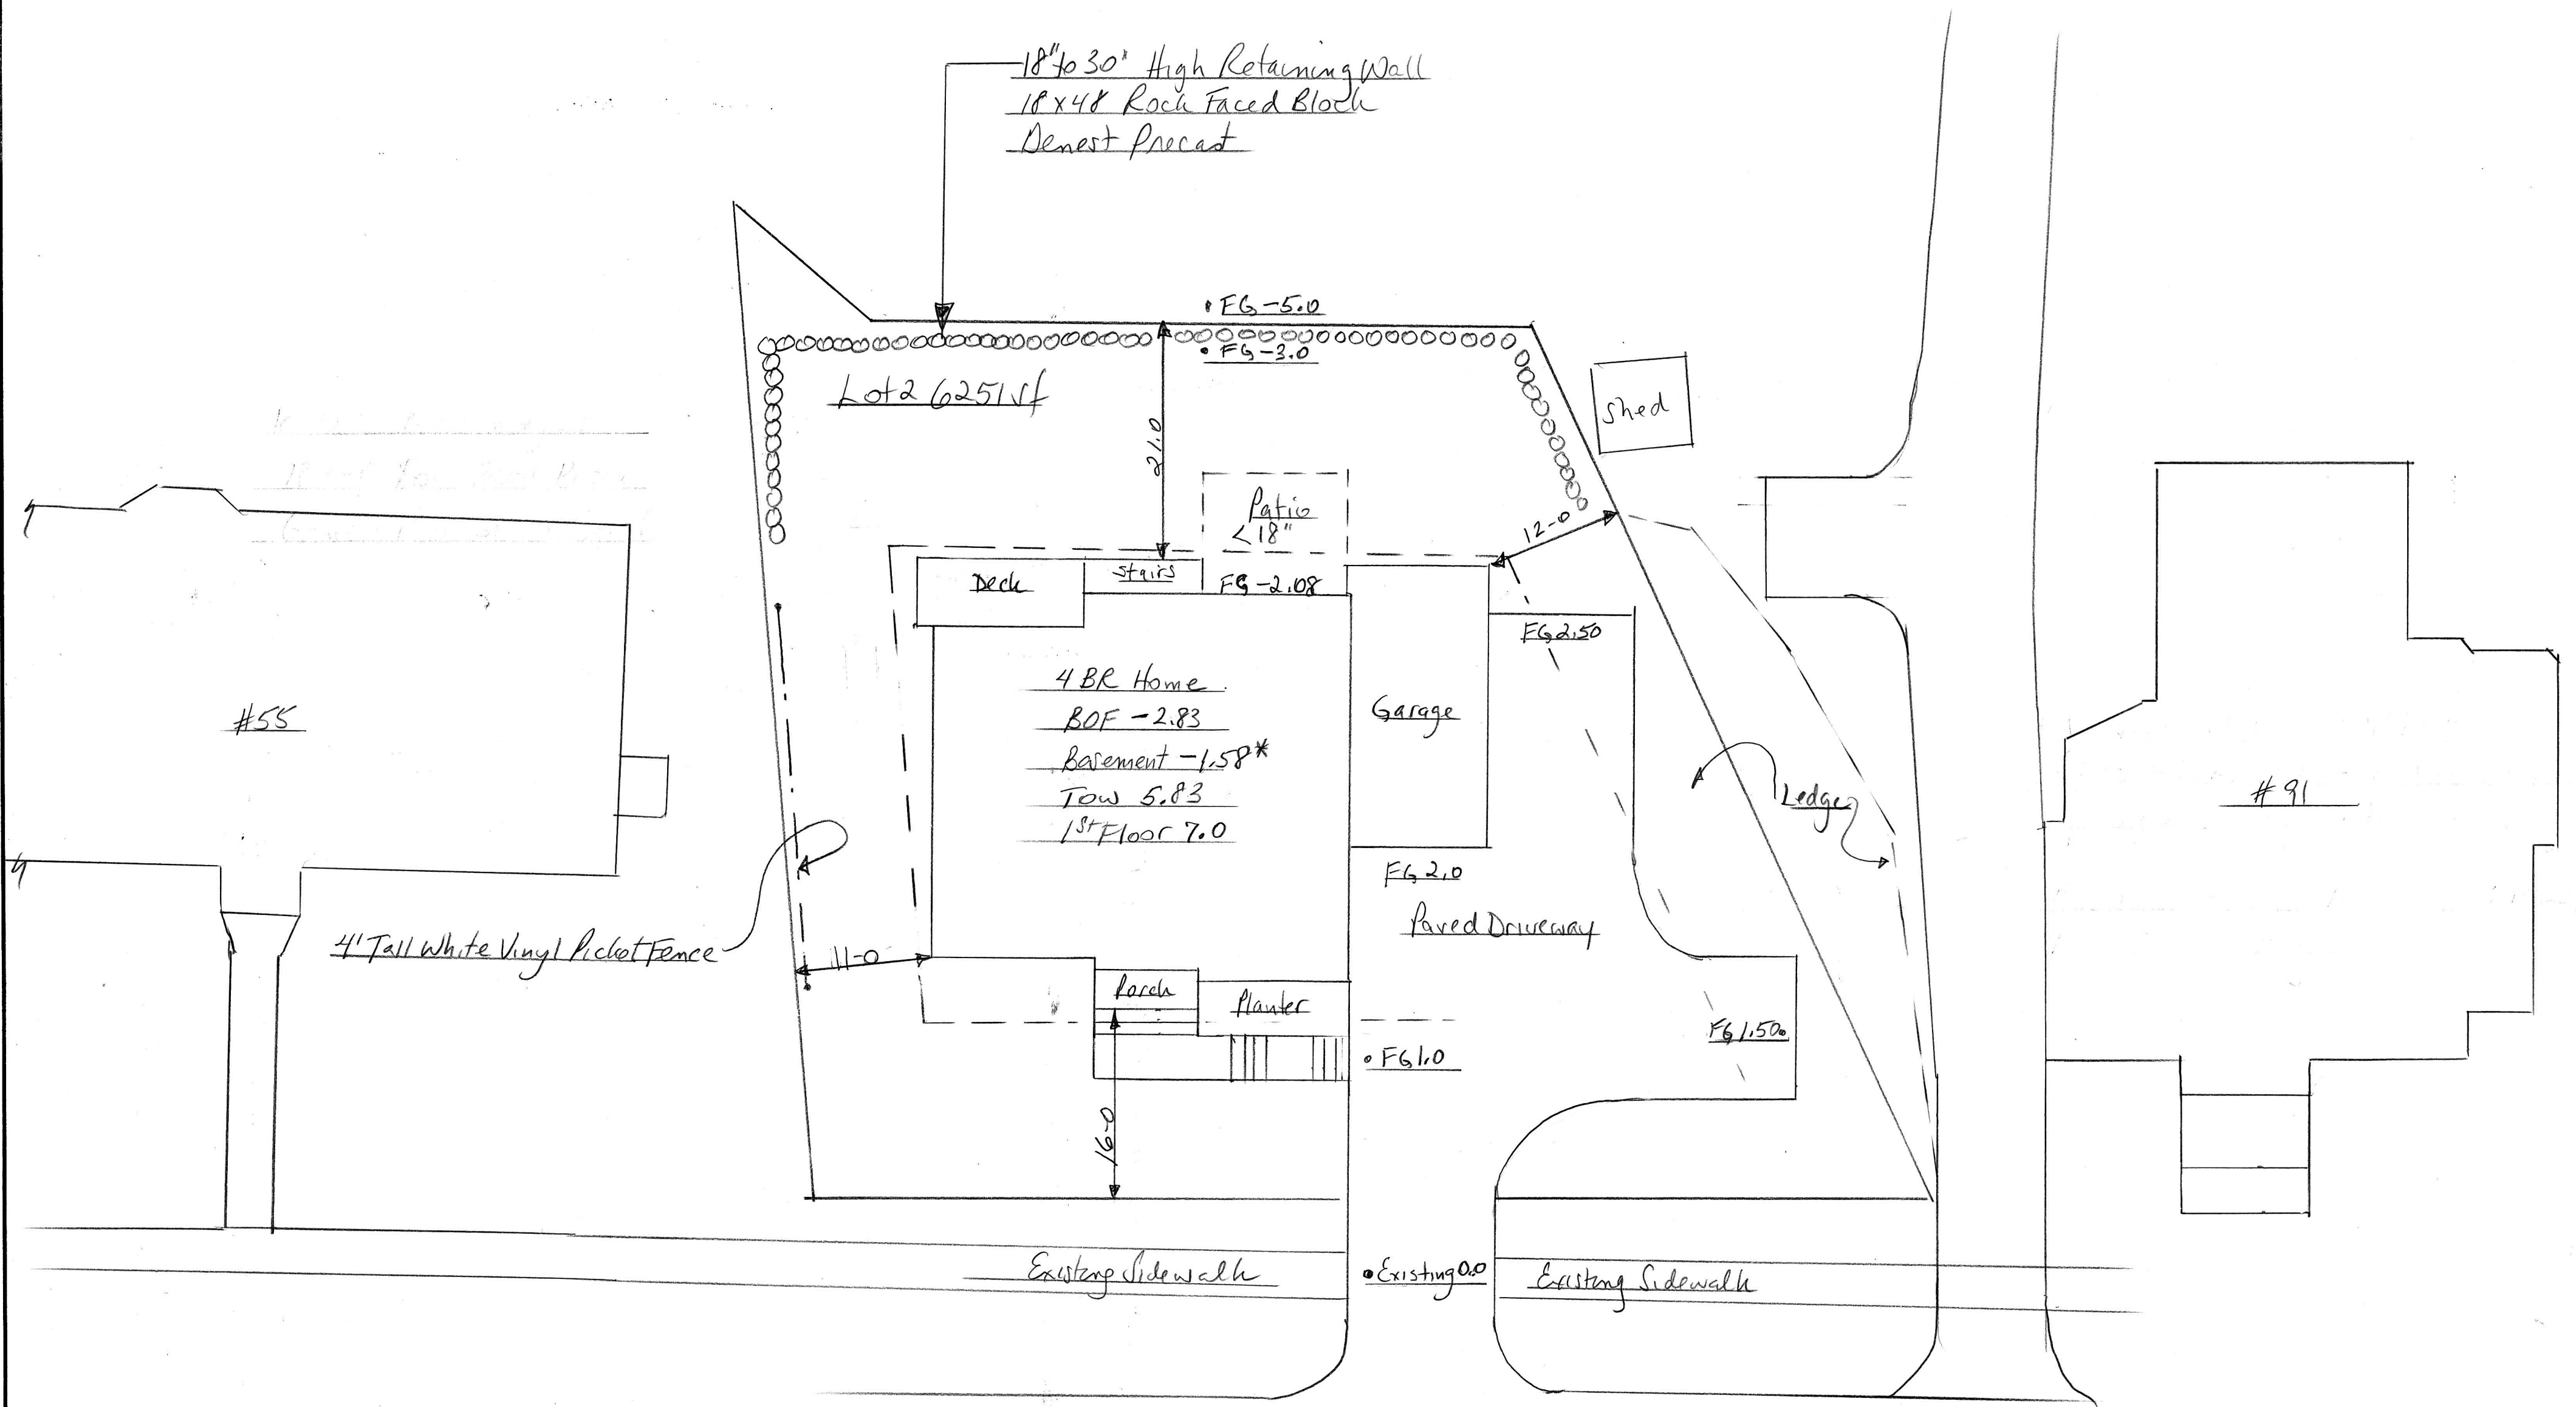 18" to 30" High Retaining Wall
18x48 Rock Faced Block
Denest Precast
• FG -5.0
• FG -3.0
Lot 2 6251 sf
Shed
21.0
Patio
<18"
12-0
Deck
Stairs
FG -2.08
FG 2.50
4 BR Home
BOF -2.83
Basement -1.58*
TOW 5.83
1st Floor 7.0
Garage
#55
#91
Ledge
FG 2.0
Paved Driveway
4' Tall White Vinyl Picket Fence
11-0
Porch
Planter
FG 1.50
• FG 1.0
16-0
Existing Sidewalk
• Existing 0.0
Existing Sidewalk